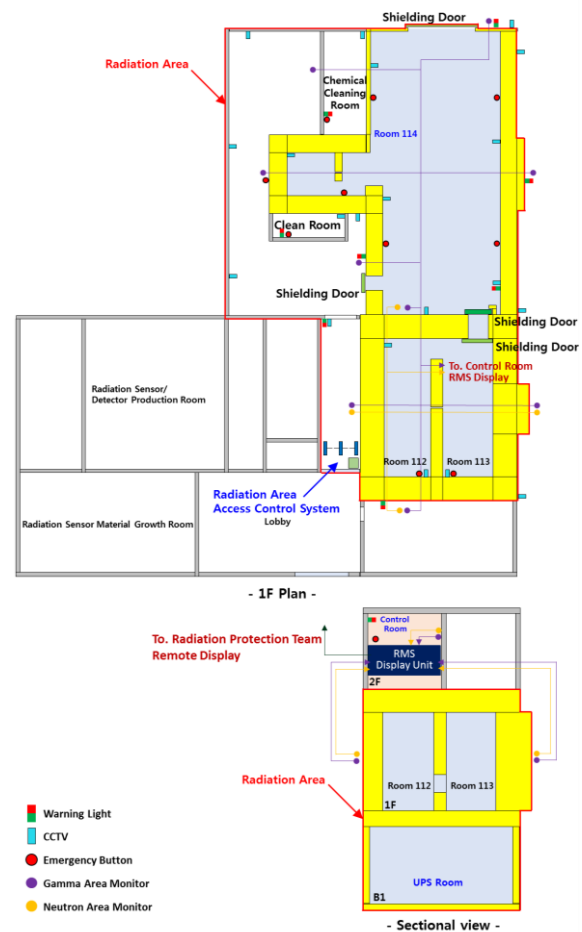 Shielding Door
Radiation Area
Chemical
Cleaning
Room
Room 114
Clean Room
Shielding Door
Shielding Door
Shielding Door
To. Control Room
RMS Display
Radiation Sensor/
Detector Production Room
Room 112
Room 113
Radiation Area
Access Control System
Radiation Sensor Material Growth Room
Lobby
- 1F Plan -
Control
Room
To. Radiation Protection Team
Remote Display
RMS
Display Unit
2F
Radiation Area
Room 112
Room 113
1F
Warning Light
CCTV
Emergency Button
Gamma Area Monitor
Neutron Area Monitor
UPS Room
B1
- Sectional view -